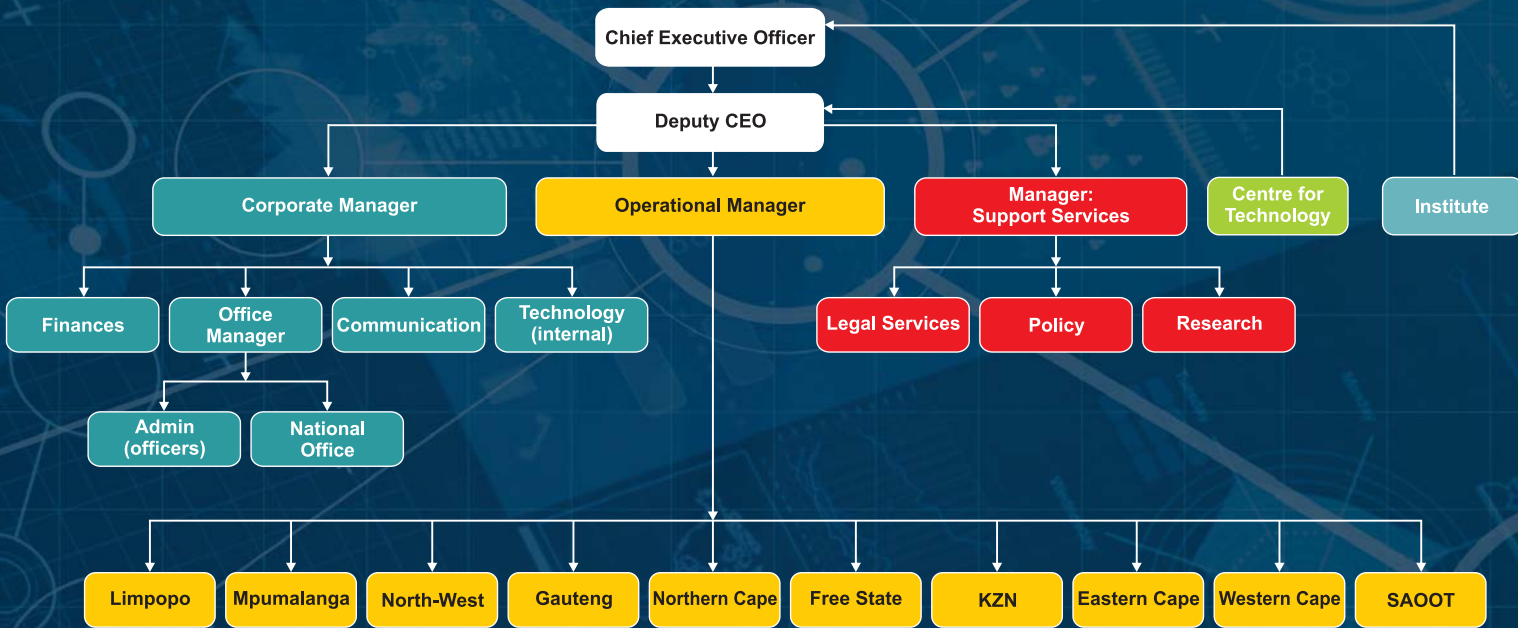 Chief Executive Officer
Deputy CEO
Corporate Manager
Operational Manager
Manager:
Support Services
Centre for
Technology
Institute
Finances
Office
Manager
Communication
Technology
(internal)
Legal Services
Policy
Research
Admin
(officers)
National
Office
Limpopo
Mpumalanga
North-West
Gauteng
Northern Cape
Free State
KZN
Eastern Cape
Western Cape
SAOOT